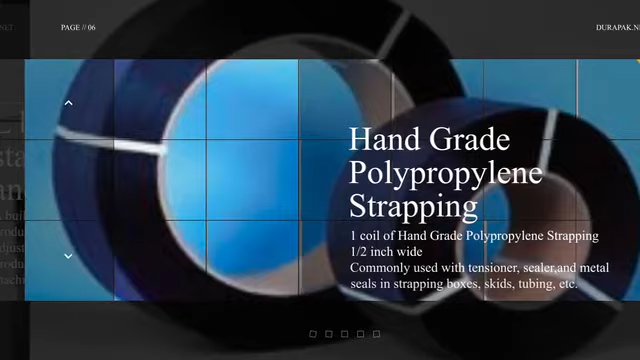 PAGE // 06
DURAPAK.N
Hand Grade
Polypropylene
Strapping
1 coil of Hand Grade Polypropylene Strapping
1/2 inch wide
Commonly used with tensioner, sealer,and metal
seals in strapping boxes, skids, tubing, etc.